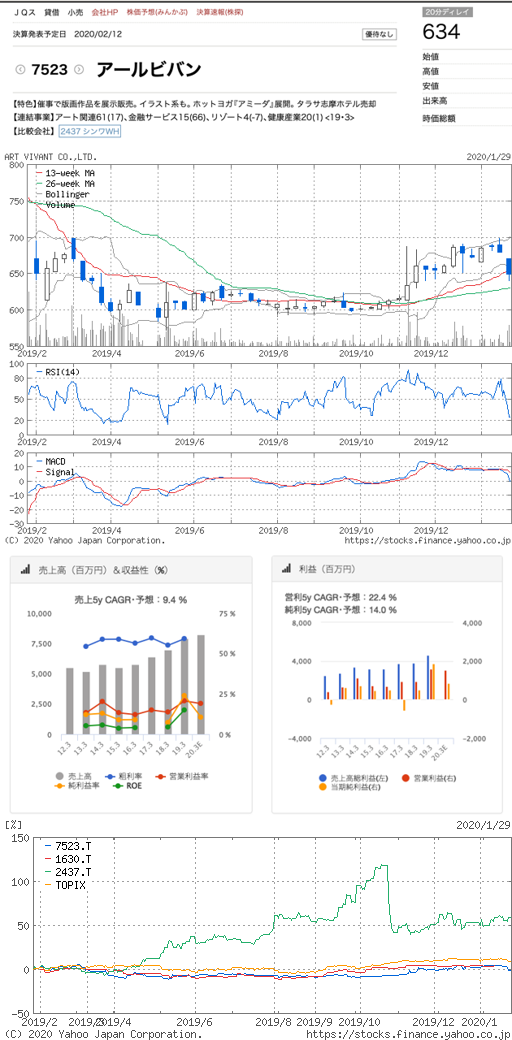 ＪＱＳ 貸借 小売 会社HP 株価予想(みんかぶ) 決算速報(株探)
20分ディレイ
634
決算発表予定日 2020/02/12
優待なし
7523 アールビバン
始値
高値
安値
出来高
時価総額
【特色】催事で版画作品を展示販売。イラスト系も。ホットヨガ『アミーダ』展開。タラサ志摩ホテル売却
【連結事業】アート関連61(17)、金融サービス15(66)、リゾート4(-7)、健康産業20(1) <19・3>
【比較会社】 2437 シンワWH
ART VIVANT CO.,LTD.
2020/1/29
800
750
700
650
600
550
13-week MA
26-week MA
Bollinger
Volume
2019/2 2019/4 2019/6 2019/8 2019/10 2019/12
100
80
50
20
0
RSI(14)
2019/2 2019/4 2019/6 2019/8 2019/10 2019/12
20
10
0
-10
-20
-30
MACD
Signal
2019/2 2019/4 2019/6 2019/8 2019/10 2019/12
(C) 2020 Yahoo Japan Corporation.
https://stocks.finance.yahoo.co.jp
売上高（百万円）＆収益性（%）
売上5y CAGR・予想：9.4 %
10,000
7,500
5,000
2,500
0
75 %
50 %
25 %
0 %
12.3 13.3 14.3 15.3 16.3 17.3 18.3 19.3 20.3E
売上高 粗利率 営業利益率
純利益率 ROE
利益（百万円）
営利5y CAGR・予想：22.4 %
純利5y CAGR・予想：14.0 %
8,000
4,000
0
−4,000
4,000
2,000
0
−2,000
12.3 13.3 14.3 15.3 16.3 17.3 18.3 19.3 20.3E
売上高総利益(左) 営業利益(右)
当期純利益(右)
[%]
2020/1/29
150
100
50
0
-50
7523.T
1630.T
2437.T
TOPIX
2019/2 2019/3 2019/4 2019/6 2019/8 2019/9 2019/10 2019/12 2020/1
(C) 2020 Yahoo Japan Corporation.
https://stocks.finance.yahoo.co.jp